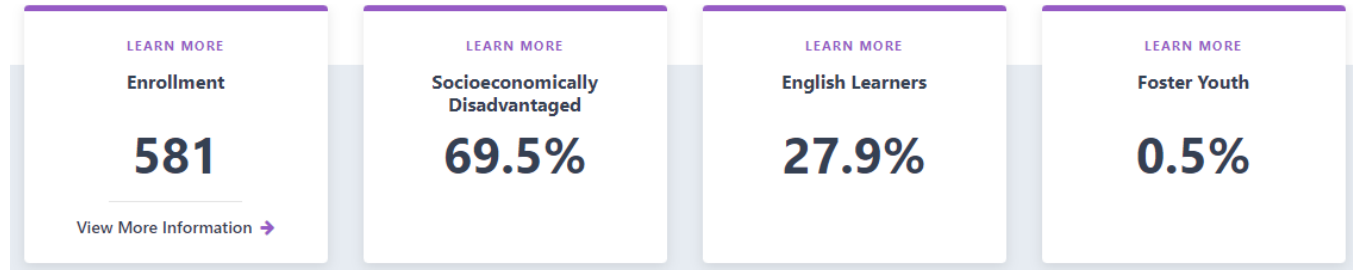 LEARN MORE
Enrollment
581
View More Information
LEARN MORE
Socioeconomically
Disadvantaged
69.5%
LEARN MORE
English Learners
27.9%
LEARN MORE
Foster Youth
0.5%